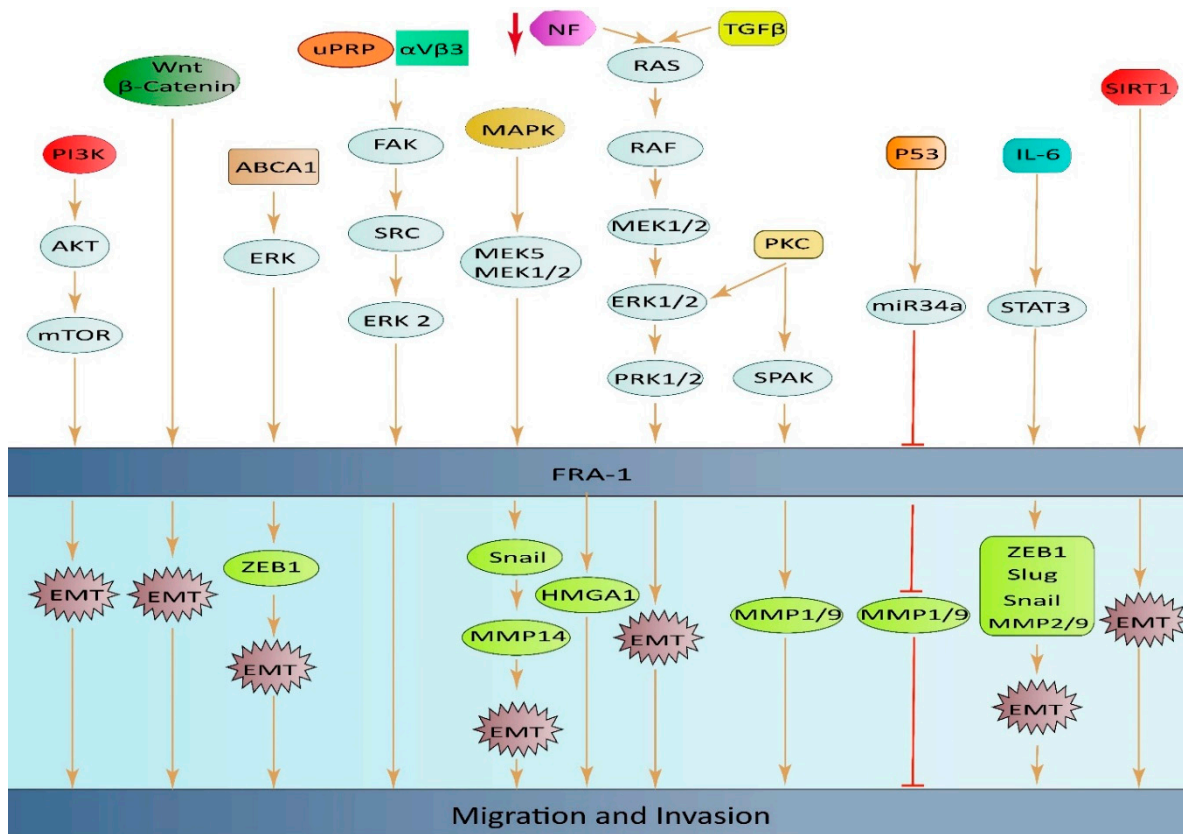 NF
TGFβ
uPRP
αVβ3
Wnt
β-Catenin
RAS
SIRT1
MAPK
PI3K
ABCA1
FAK
RAF
P53
IL-6
AKT
ERK
SRC
MEK5
MEK1/2
MEK1/2
PKC
mTOR
ERK 2
ERK1/2
miR34a
STAT3
PRK1/2
SPAK
FRA-1
EMT
EMT
ZEB1
Snail
HMGA1
MMP14
EMT
EMT
EMT
MMP1/9
MMP1/9
ZEB1
Slug
Snail
MMP2/9
EMT
EMT
Migration and Invasion